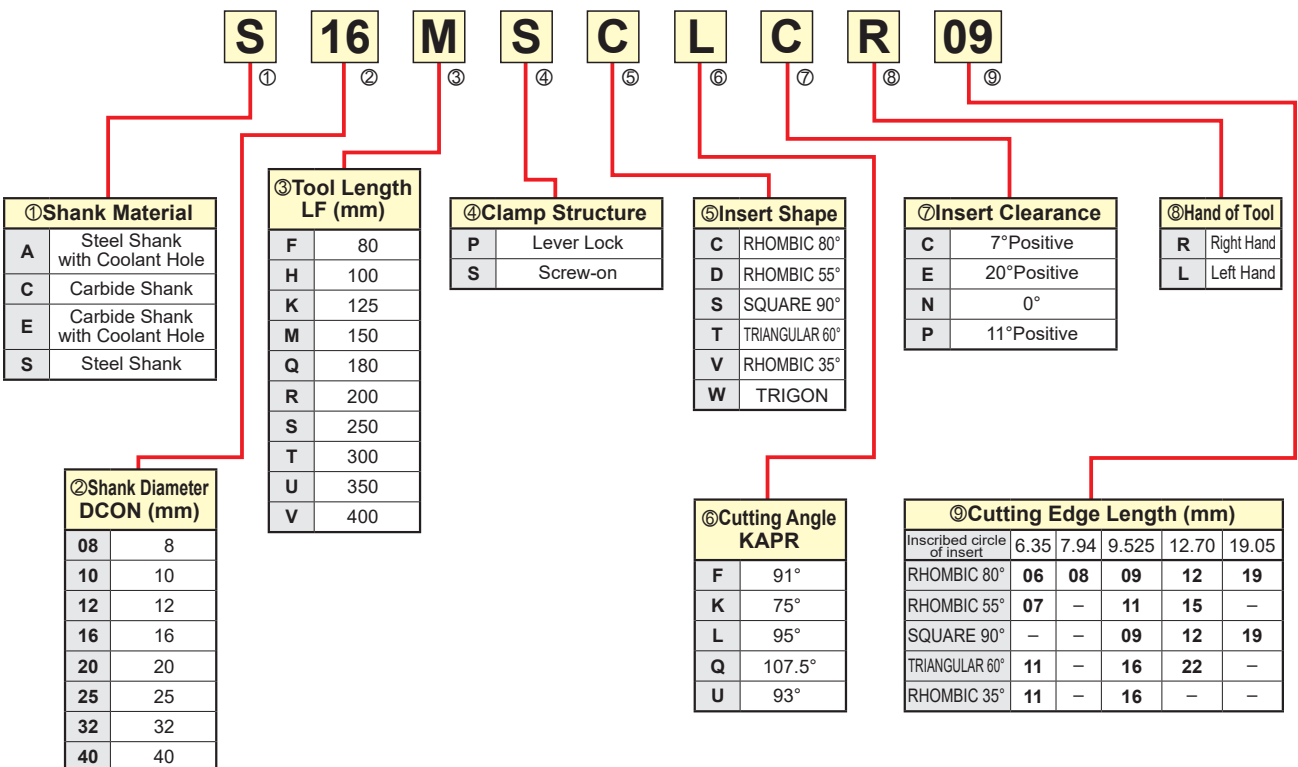 S 16 M S C L C R 09
① ② ③ ④ ⑤ ⑥ ⑦ ⑧ ⑨
①Shank Material
A Steel Shank
with Coolant Hole
C Carbide Shank
E Carbide Shank
with Coolant Hole
S Steel Shank
②Shank Diameter
DCON (mm)
08 8
10 10
12 12
16 16
20 20
25 25
32 32
40 40
③Tool Length
LF (mm)
F 80
H 100
K 125
M 150
Q 180
R 200
S 250
T 300
U 350
V 400
④Clamp Structure
P Lever Lock
S Screw-on
⑤Insert Shape
C RHOMBIC 80°
D RHOMBIC 55°
S SQUARE 90°
T TRIANGULAR 60°
V RHOMBIC 35°
W TRIGON
⑥Cutting Angle
KAPR
F 91°
K 75°
L 95°
Q 107.5°
U 93°
⑦Insert Clearance
C 7°Positive
E 20°Positive
N 0°
P 11°Positive
⑧Hand of Tool
R Right Hand
L Left Hand
⑨Cutting Edge Length (mm)
Inscribed circle
of insert 6.35 7.94 9.525 12.70 19.05
RHOMBIC 80° 06 08 09 12 19
RHOMBIC 55° 07 – 11 15 –
SQUARE 90° – – 09 12 19
TRIANGULAR 60° 11 – 16 22 –
RHOMBIC 35° 11 – 16 – –